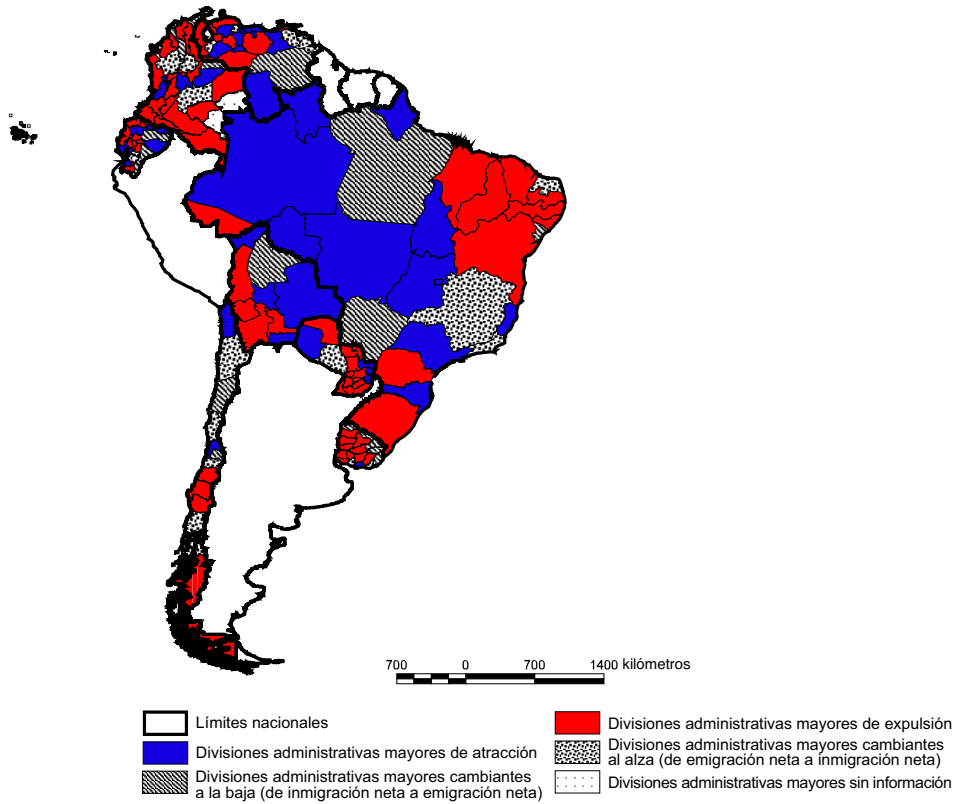 700 0 700 1400 kilómetros
Límites nacionales
Divisiones administrativas mayores de atracción
Divisiones administrativas mayores cambiantes
a la baja (de inmigración neta a emigración neta)
Divisiones administrativas mayores de expulsión
Divisiones administrativas mayores cambiantes
al alza (de emigración neta a inmigración neta)
Divisiones administrativas mayores sin información